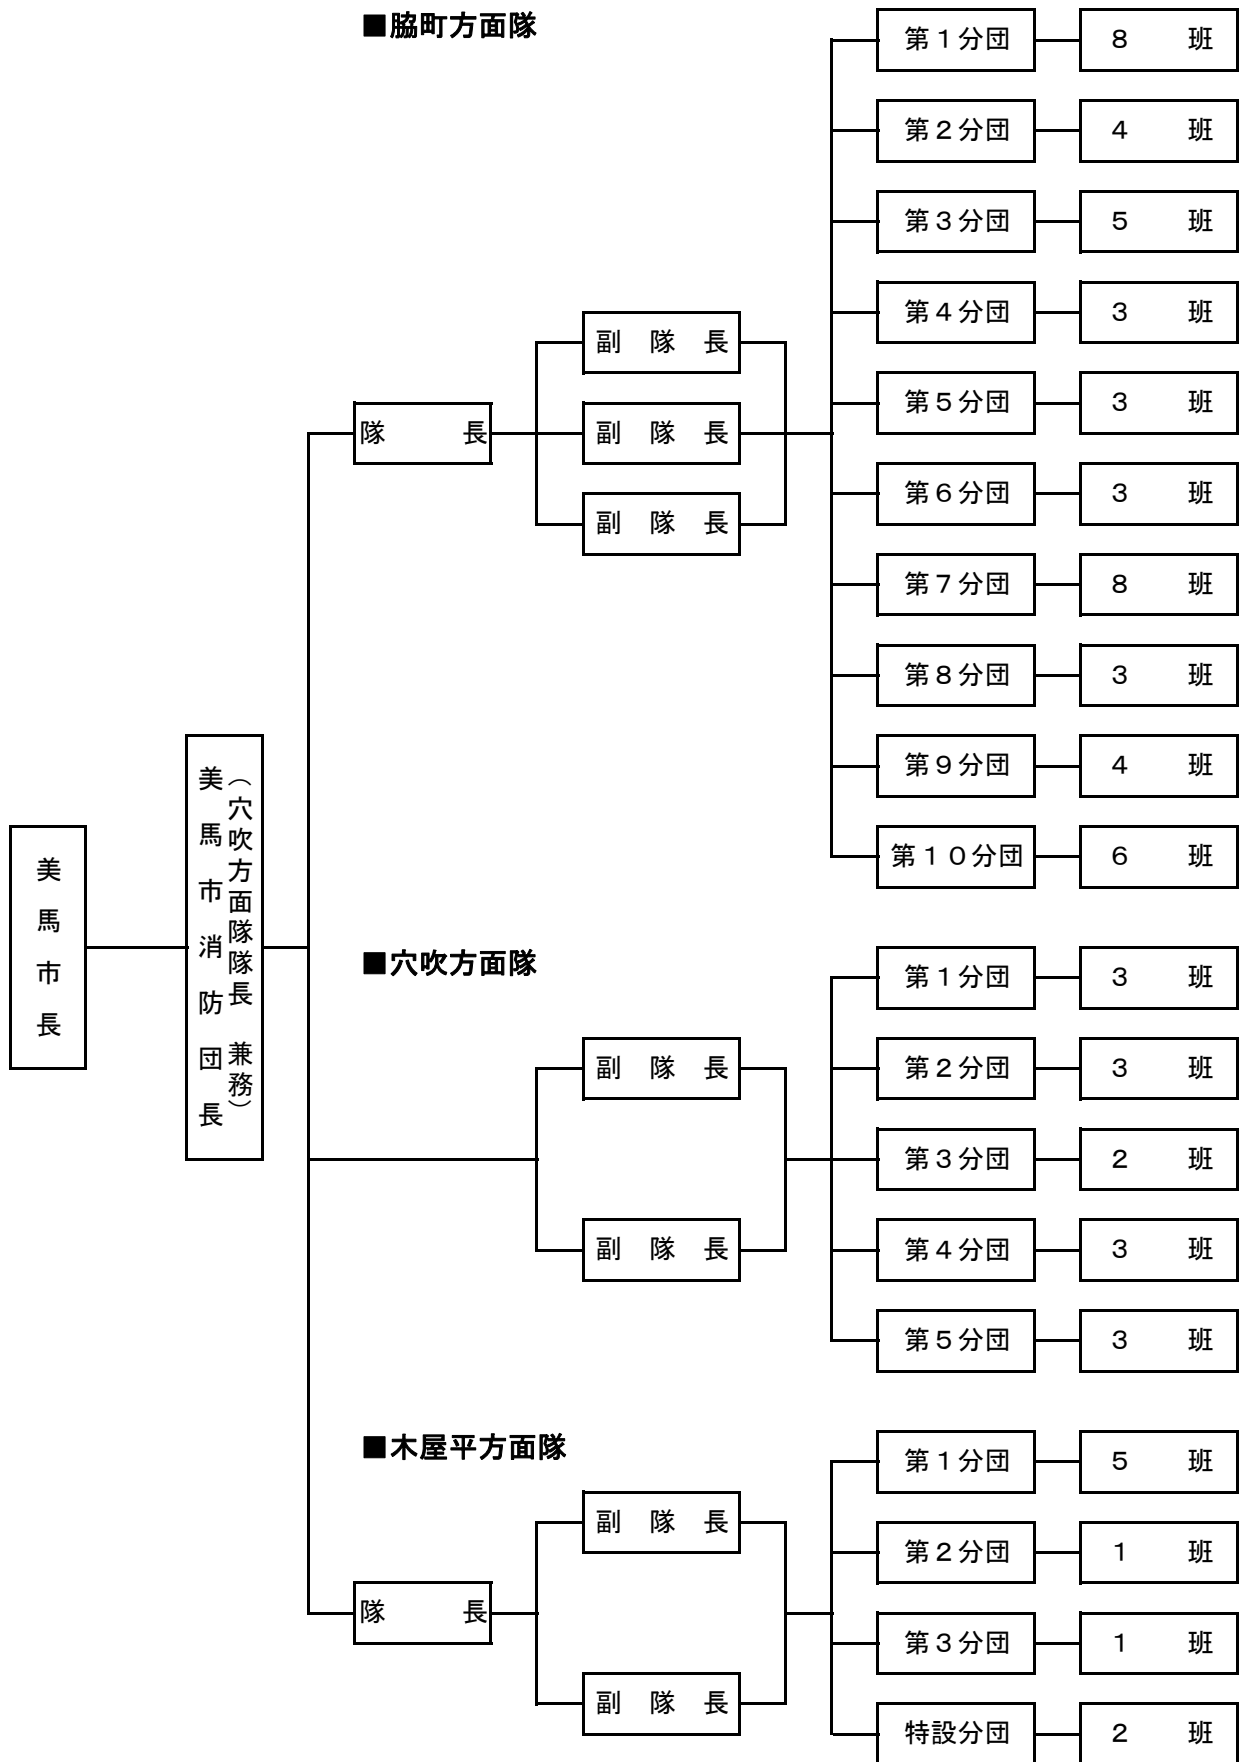 美馬市長
美馬市消防団長
（穴吹方面隊隊長　兼務）
■脇町方面隊
隊　　長
副　隊　長
副　隊　長
副　隊　長
第１分団　８　班
第２分団　４　班
第３分団　５　班
第４分団　３　班
第５分団　３　班
第６分団　３　班
第７分団　８　班
第８分団　３　班
第９分団　４　班
第１０分団　６　班
■穴吹方面隊
副　隊　長
副　隊　長
第１分団　３　班
第２分団　３　班
第３分団　２　班
第４分団　３　班
第５分団　３　班
■木屋平方面隊
隊　　長
副　隊　長
副　隊　長
第１分団　５　班
第２分団　１　班
第３分団　１　班
特設分団　２　班